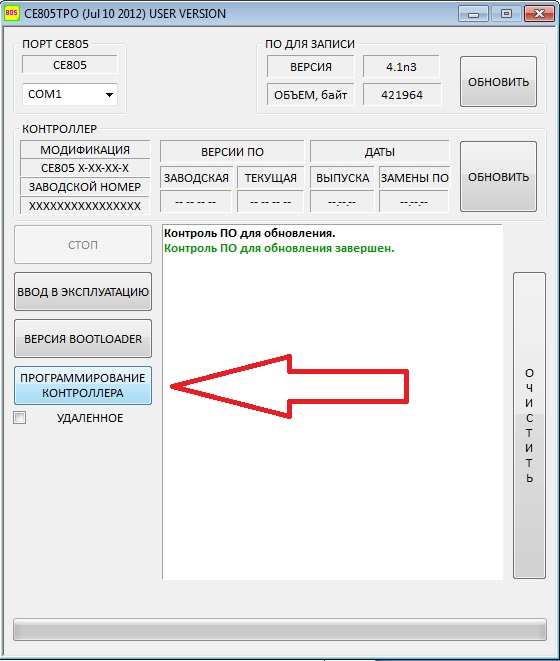 805 CE805TPO (Jul 10 2012) USER VERSION
ПОРТ CE805
CE805
COM1
ПО ДЛЯ ЗАПИСИ
ВЕРСИЯ 4.1n3
ОБЪЕМ, байт 421964
ОБНОВИТЬ
КОНТРОЛЛЕР
МОДИФИКАЦИЯ
CE805 X-XX-XX-X
ЗАВОДСКОЙ НОМЕР
XXXXXXXXXXXXXXXX
ВЕРСИИ ПО
ЗАВОДСКАЯ ТЕКУЩАЯ
-- -- -- -- -- -- -- --
ДАТЫ
ВЫПУСКА ЗАМЕНЫ ПО
--.--.-- --.--.--
ОБНОВИТЬ
СТОП
ВВОД В ЭКСПЛУАТАЦИЮ
ВЕРСИЯ BOOTLOADER
ПРОГРАММИРОВАНИЕ
КОНТРОЛЛЕРА
УДАЛЕННОЕ
Контроль ПО для обновления.
Контроль ПО для обновления завершен.
О
Ч
И
С
Т
И
Т
Ь